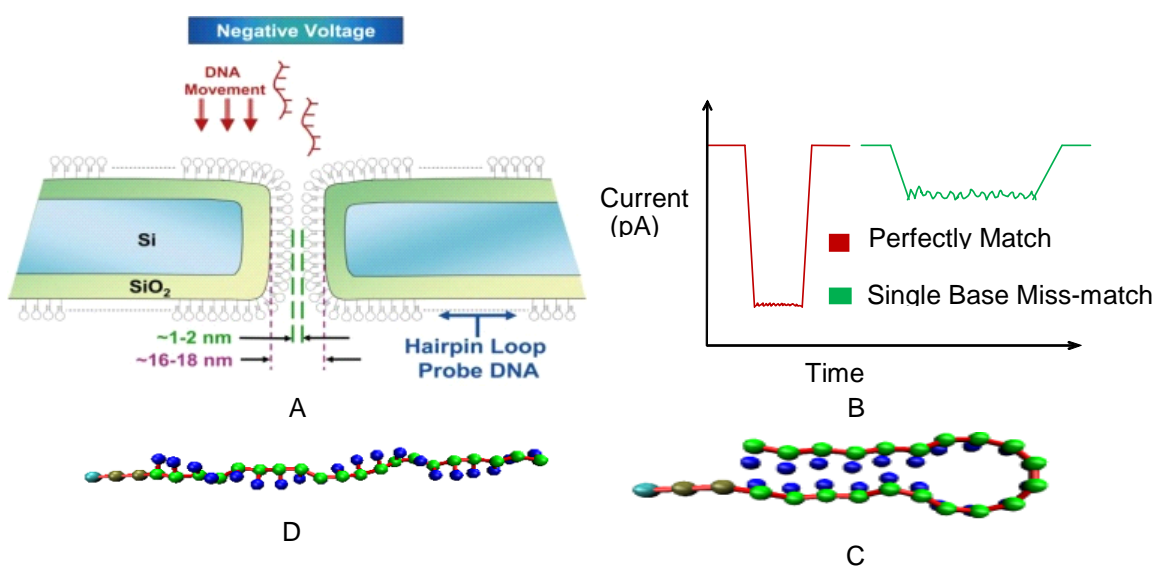 Negative Voltage
DNA
Movement
Si
SiO2
~1-2 nm
~16-18 nm
Hairpin Loop
Probe DNA
A
Current
(pA)
Perfectly Match
Single Base Miss-match
Time
B
D
C